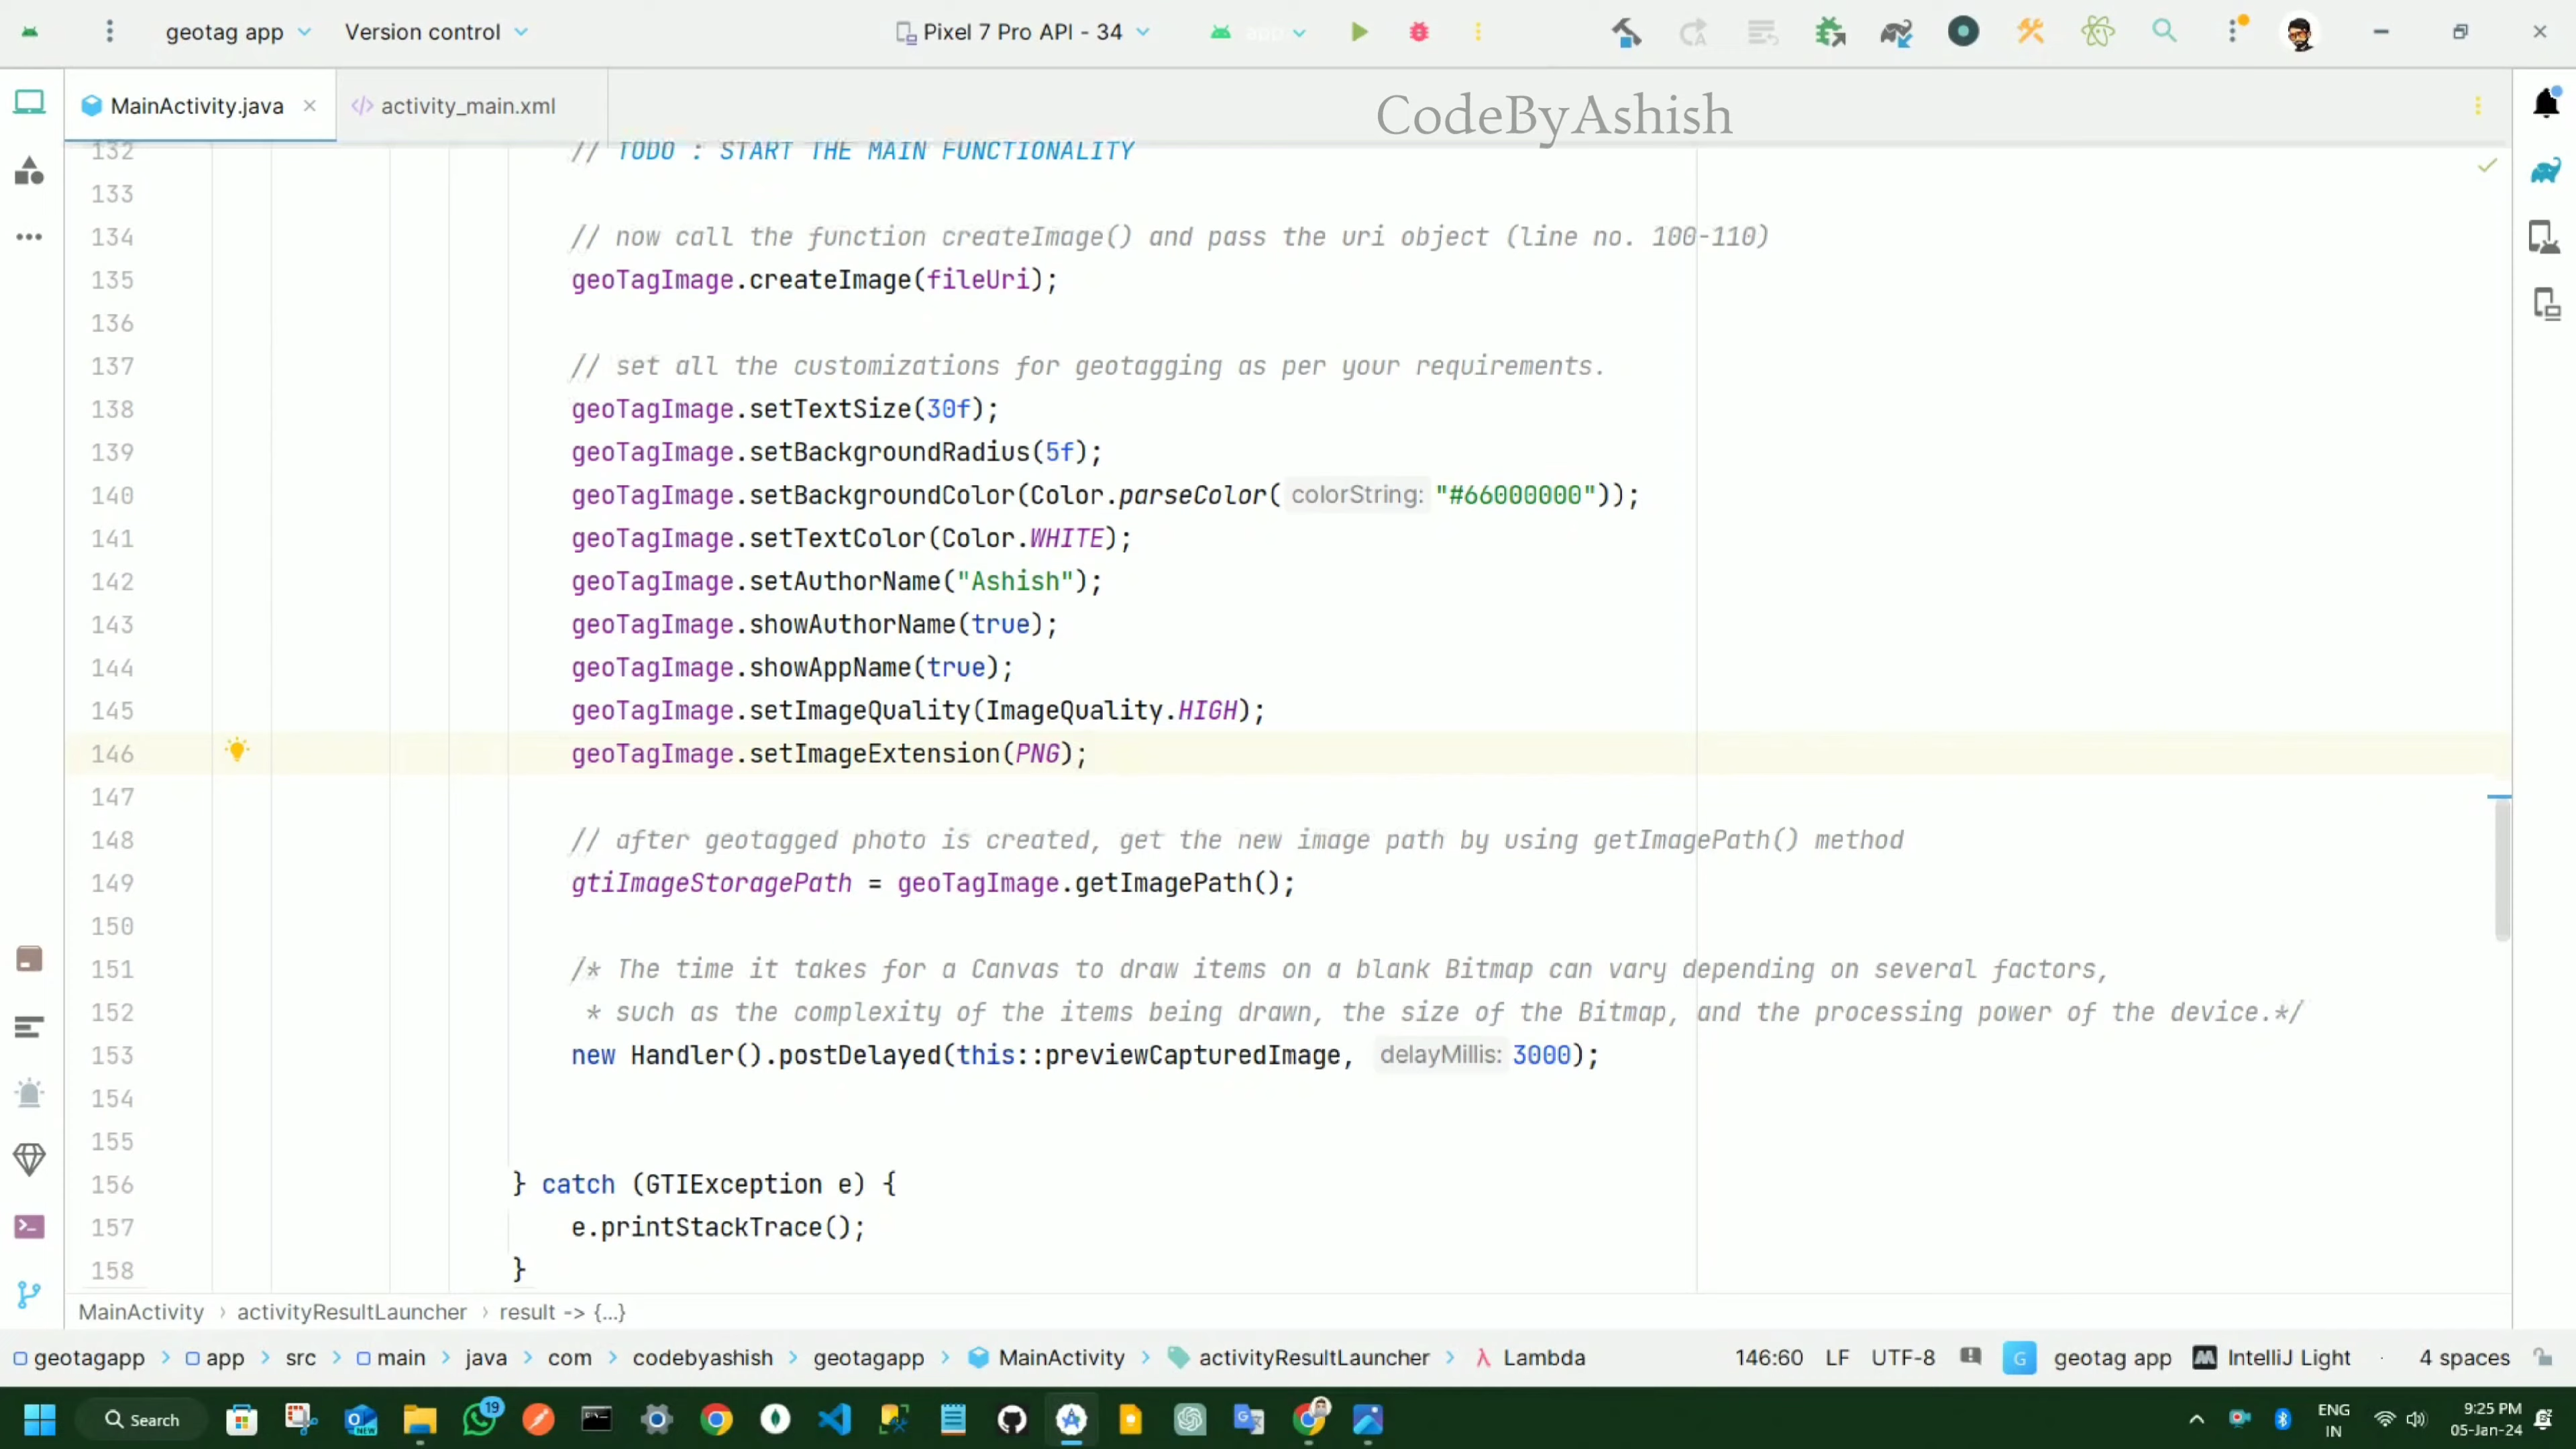 geotag app
Version control
Pixel 7 Pro API - 34
app
MainActivity.java
activity_main.xml
CodeByAshish
132 // TODO : START THE MAIN FUNCTIONALITY
133
134 // now call the function createImage() and pass the uri object (line no. 100-110)
135 geoTagImage.createImage(fileUri);
136
137 // set all the customizations for geotagging as per your requirements.
138 geoTagImage.setTextSize(30f);
139 geoTagImage.setBackgroundRadius(5f);
140 geoTagImage.setBackgroundColor(Color.parseColor( colorString: "#66000000"));
141 geoTagImage.setTextColor(Color.WHITE);
142 geoTagImage.setAuthorName("Ashish");
143 geoTagImage.showAuthorName(true);
144 geoTagImage.showAppName(true);
145 geoTagImage.setImageQuality(ImageQuality.HIGH);
146 geoTagImage.setImageExtension(PNG);
147
148 // after geotagged photo is created, get the new image path by using getImagePath() method
149 gtiImageStoragePath = geoTagImage.getImagePath();
150
151 /* The time it takes for a Canvas to draw items on a blank Bitmap can vary depending on several factors,
152 * such as the complexity of the items being drawn, the size of the Bitmap, and the processing power of the device.*/
153 new Handler().postDelayed(this::previewCapturedImage, delayMillis: 3000);
154
155
156 } catch (GTIException e) {
157 e.printStackTrace();
158 }
MainActivity › activityResultLauncher › result -> {...}
geotagapp > app > src > main > java > com > codebyashish > geotagapp > MainActivity > activityResultLauncher > λ Lambda
146:60 LF UTF-8 G geotag app M IntelliJ Light 4 spaces
Search
NEW
19
ENG
IN
9:25 PM
05-Jan-24